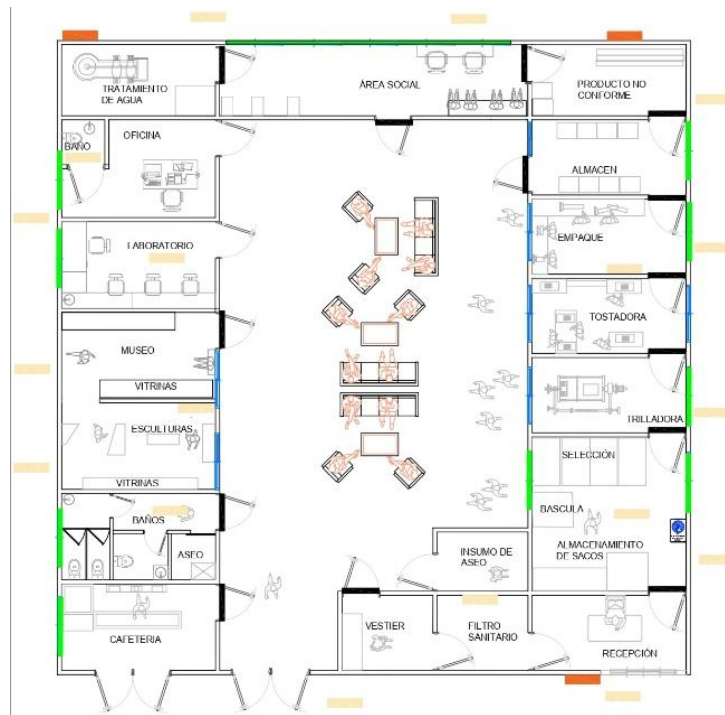 TRATAMIENTO
DE AGUA
ÁREA SOCIAL
PRODUCTO NO
CONFORME
BAÑO
OFICINA
ALMACEN
LABORATORIO
EMPAQUE
TOSTADORA
MUSEO
VITRINAS
ESCULTURAS
TRILLADORA
VITRINAS
SELECCIÓN
BASCULA
BAÑOS
ASEO
INSUMO DE
ASEO
ALMACENAMIENTO
DE SACOS
CAFETERIA
VESTIER
FILTRO
SANITARIO
RECEPCIÓN